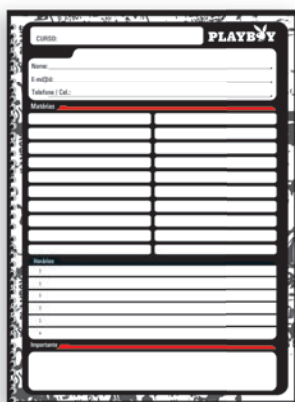 CURSO:
PLAYBOY
Nome:
E-mail:
Telefone / Cel.:
Matérias
Horários
Importante